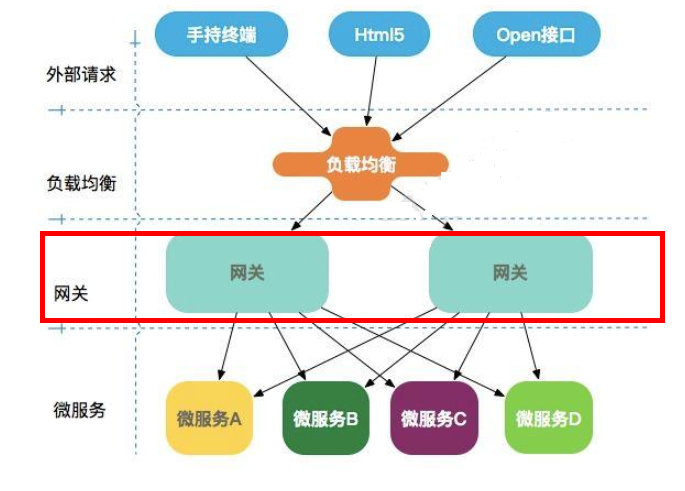 手持终端
Html5
Open接口
外部请求
负载均衡
负载均衡
网关
网关
网关
微服务
微服务A
微服务B
微服务C
微服务D